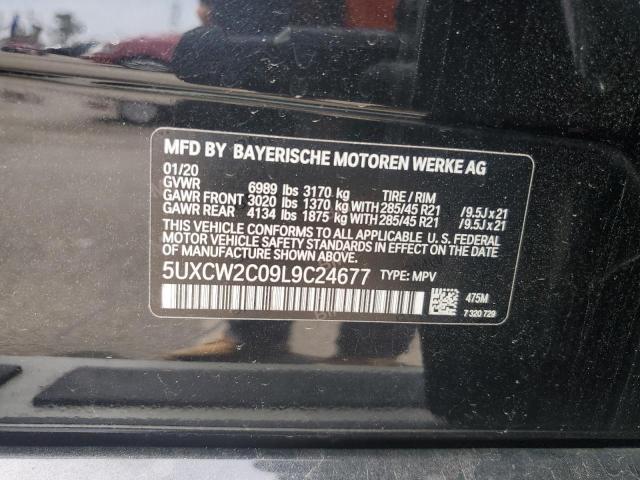 MFD BY BAYERISCHE MOTOREN WERKE AG
01/20
GVWR 6989 lbs 3170 kg TIRE / RIM
GAWR FRONT 3020 lbs 1370 kg WITH 285/45 R21 /9.5J x 21
GAWR REAR 4134 lbs 1875 kg WITH 285/45 R21 /9.5J x 21
THIS VEHICLE CONFORMS TO ALL APPLICABLE U. S. FEDERAL
MOTOR VEHICLE SAFETY STANDARDS IN EFFECT ON THE DATE
OF MANUFACTURE SHOWN ABOVE.
5UXCW2C09L9C24677 TYPE: MPV
475M
7 320 729